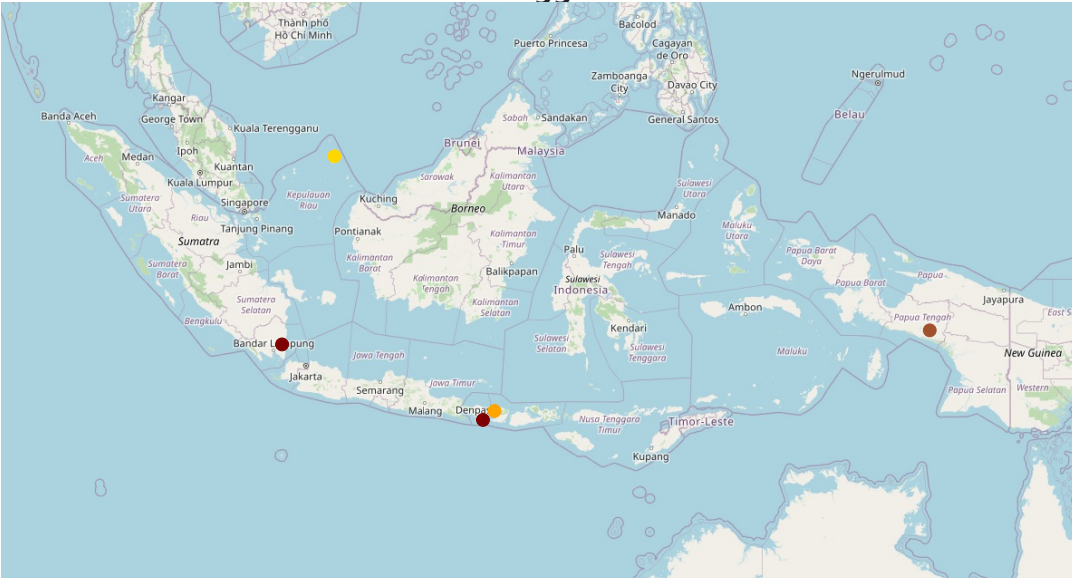 Thành phố
Hồ Chí Minh
Bacolod
Puerto Princesa
Cagayan
de Oro
Zamboanga
City
Davao City
Ngerulmud
Kangar
Banda Aceh
George Town
Kuala Terengganu
Sabah
Sandakan
General Santos
Belau
Ipoh
Brunei
Malaysia
Aceh
Medan
Kuantan
Kuala Lumpur
Sarawak
Kalimantan
Utara
Sulawesi
Utara
Sumatera
Utara
Singapore
Kepulauan
Riau
Kuching
Borneo
Riau
Tanjung Pinang
Pontianak
Manado
Maluku
Utara
Sumatra
Kalimantan
Timur
Palu
Sulawesi
Tengah
Papua Barat
Daya
Sumatera
Barat
Jambi
Kalimantan
Barat
Balikpapan
Kalimantan
Tengah
Sulawesi
Indonesia
Papua
Papua Barat
Sumatera
Selatan
Kalimantan
Selatan
Ambon
Jayapura
Bengkulu
Kendari
Papua Tengah
East S
Bandar L pung
Sulawesi
Selatan
Sulawesi
Tenggara
Jawa Tengah
Maluku
New Guinea
Jakarta
Semarang
Jawa Timur
Papua Selatan
Western
Malang
Denpas
Nusa Tenggara
Timur
Timor-Leste
Kupang